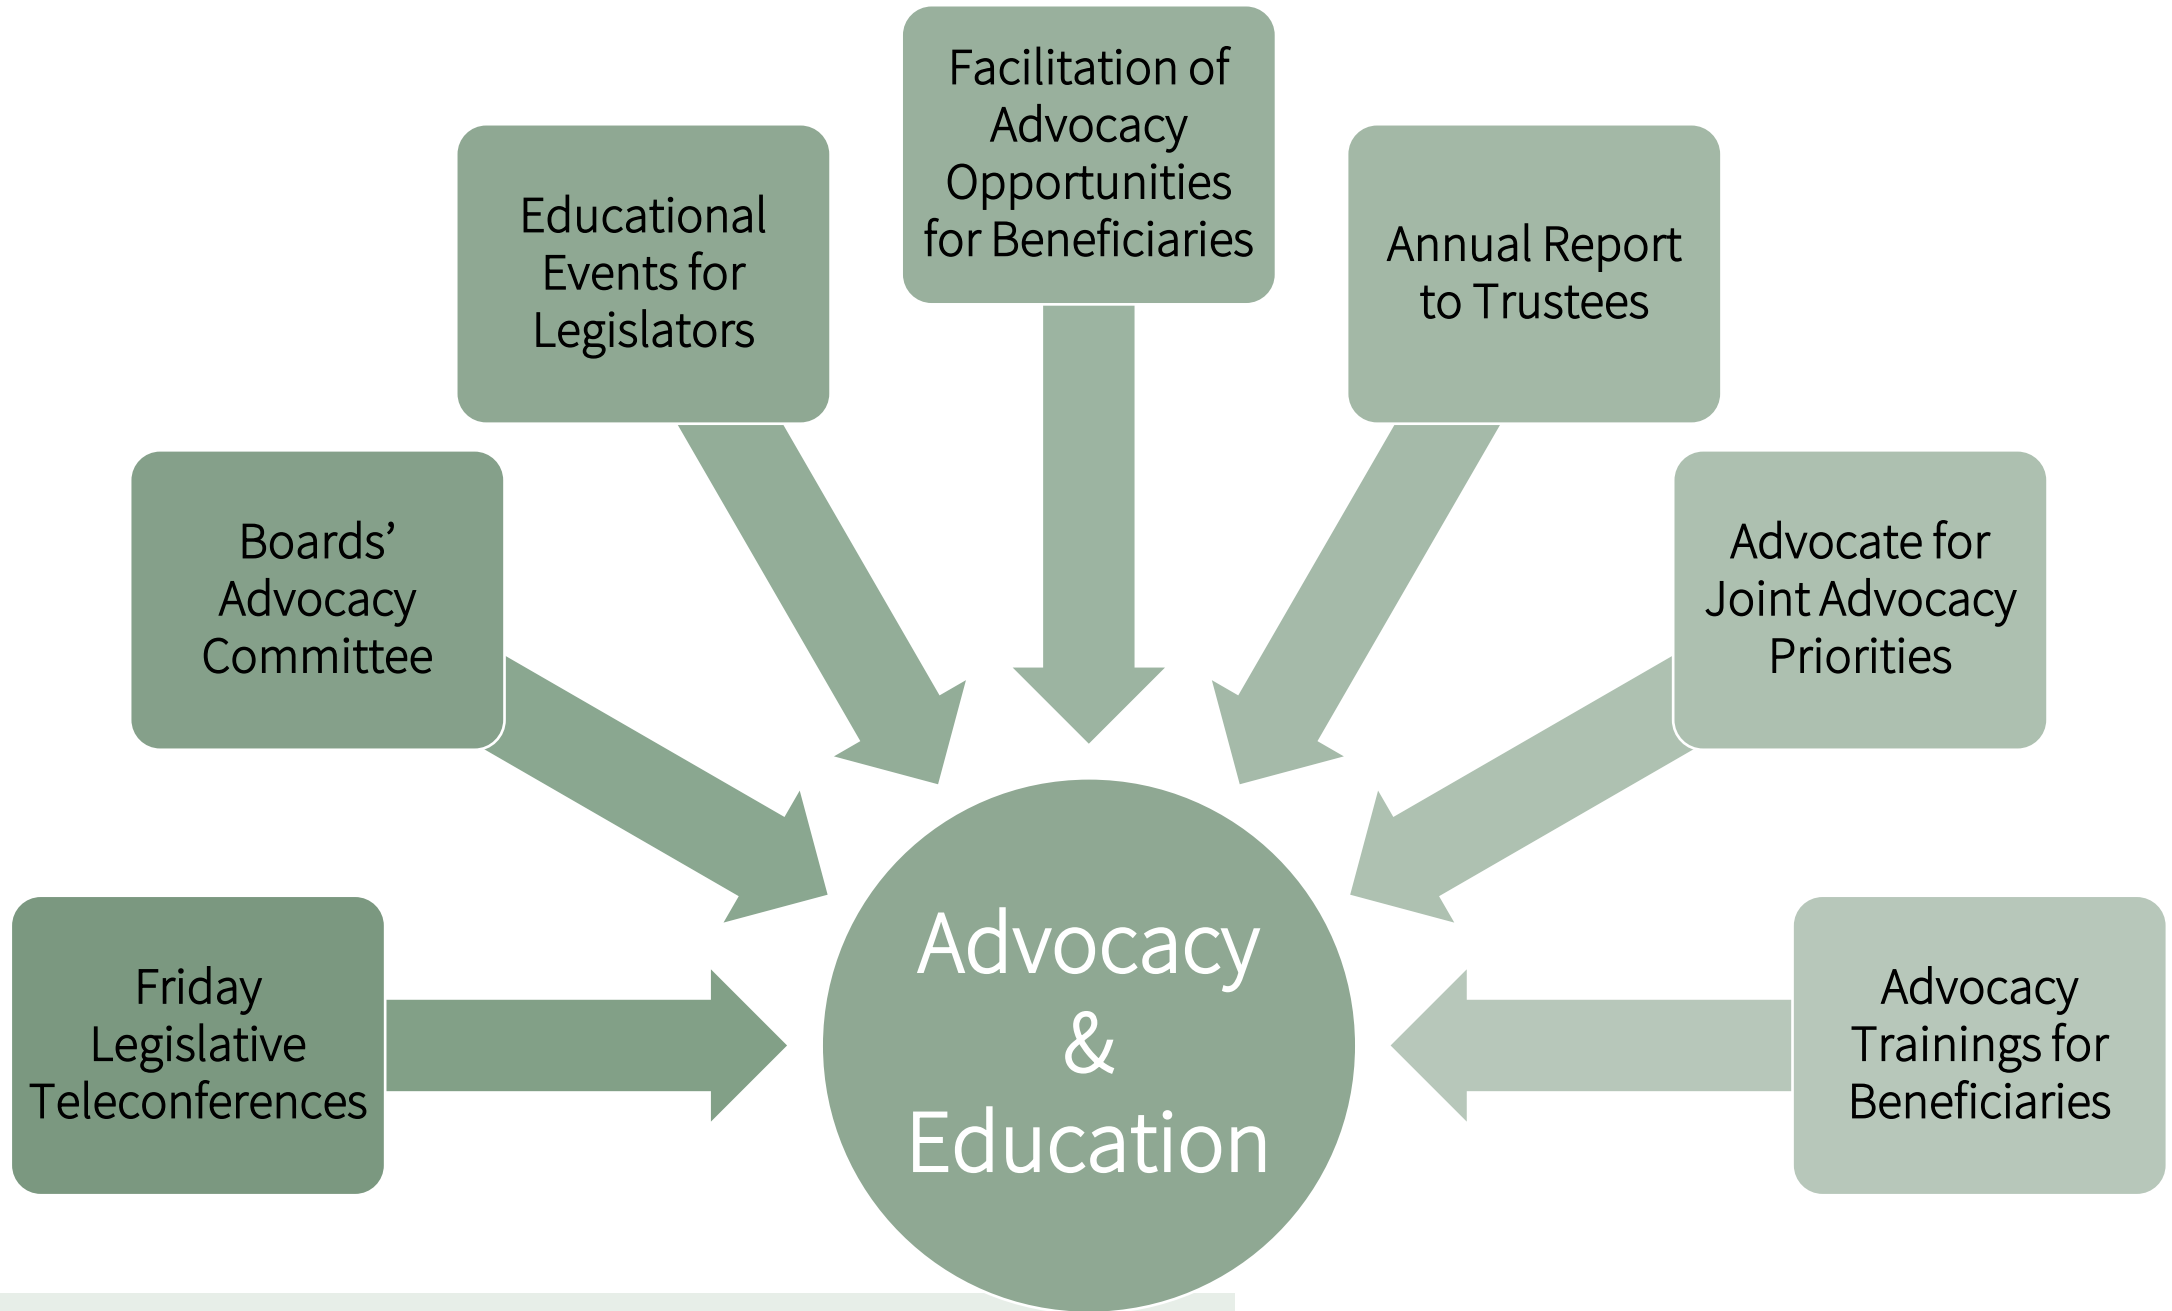 Friday
Legislative
Teleconferences
Boards’
Advocacy
Committee
Educational
Events for
Legislators
Facilitation of
Advocacy
Opportunities
for Beneficiaries
Annual Report
to Trustees
Advocate for
Joint Advocacy
Priorities
Advocacy
Trainings for
Beneficiaries
Advocacy
&
Education